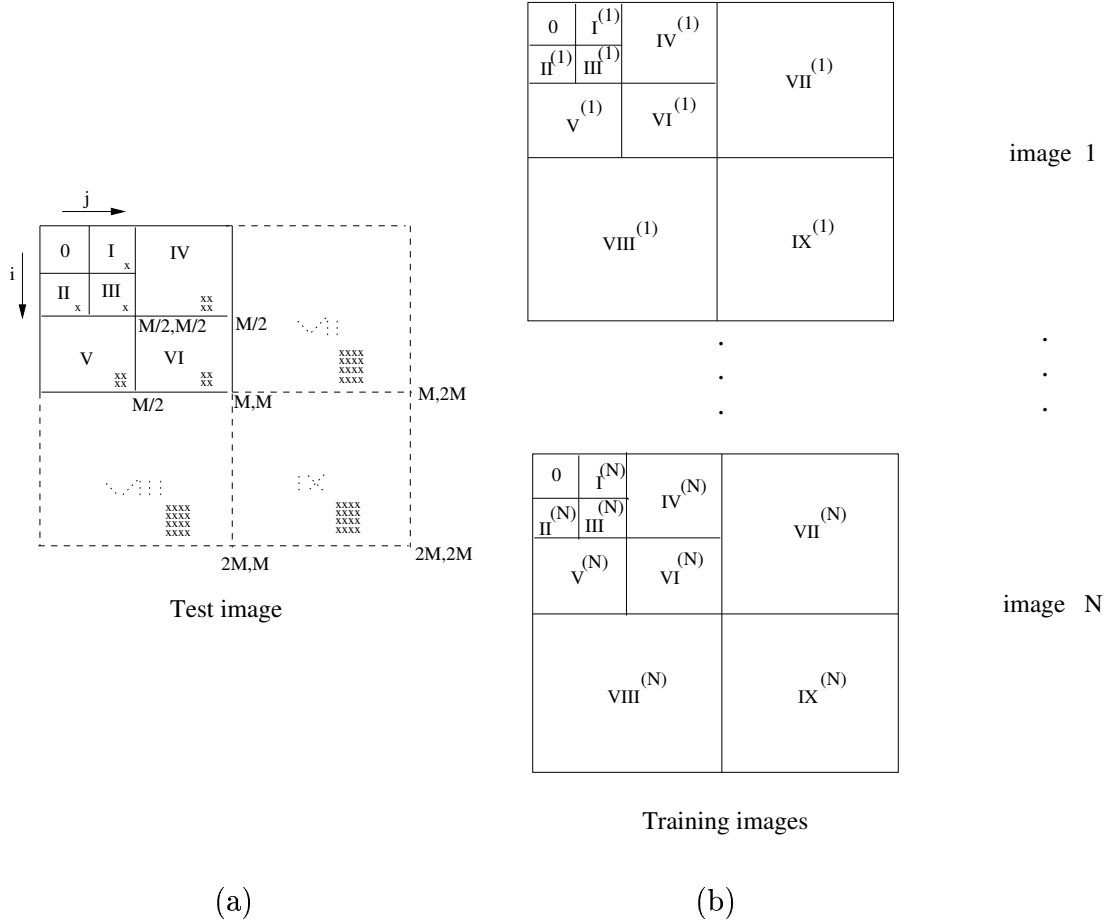 j
i
0 I IV
x
II III
x x
xx
xx
M/2,M/2 M/2
V VI VII
xx xx
xx xx
xxxx
xxxx
xxxx
xxxx
M/2 M,M M,2M
VIII IX
xxxx xxxx
xxxx xxxx
xxxx xxxx
xxxx xxxx
2M,M 2M,2M
Test image
(a)
0 I(1) IV(1) VII(1)
II(1) III(1)
V(1) VI(1)
VIII(1) IX(1)
image 1
. .
. .
. .
0 I(N) IV(N) VII(N)
II(N) III(N)
V(N) VI(N)
VIII(N) IX(N)
image N
Training images
(b)